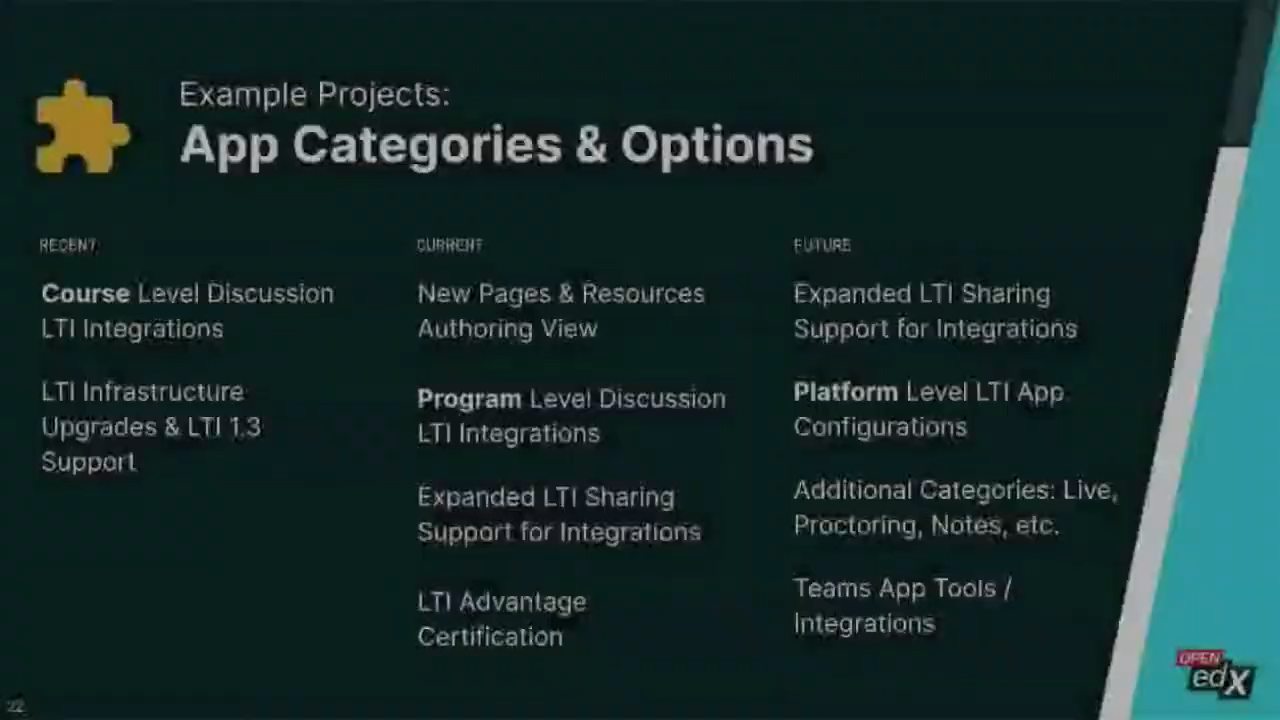 Example Projects:
App Categories & Options
RECENT
Course Level Discussion
LTI Integrations
LTI Infrastructure
Upgrades & LTI 1.3
Support
CURRENT
New Pages & Resources
Authoring View
Program Level Discussion
LTI Integrations
Expanded LTI Sharing
Support for Integrations
LTI Advantage
Certification
FUTURE
Expanded LTI Sharing
Support for Integrations
Platform Level LTI App
Configurations
Additional Categories: Live,
Proctoring, Notes, etc.
Teams App Tools /
Integrations
22
OPEN
edX